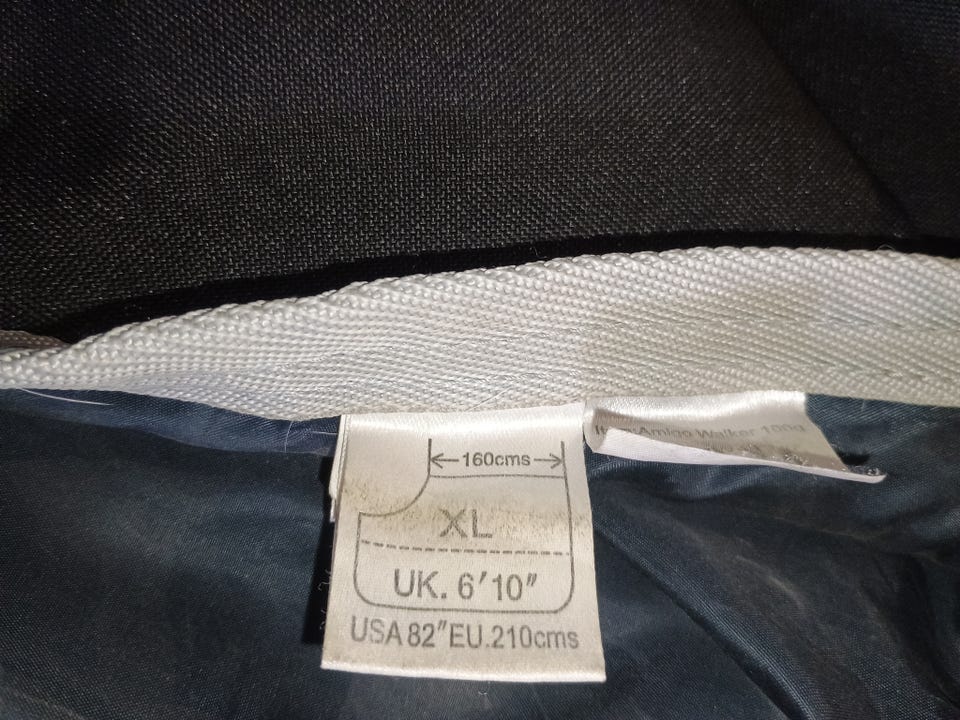 160cms
XL
UK. 6'10"
USA 82" EU.210cms
Amigo Walker 100g